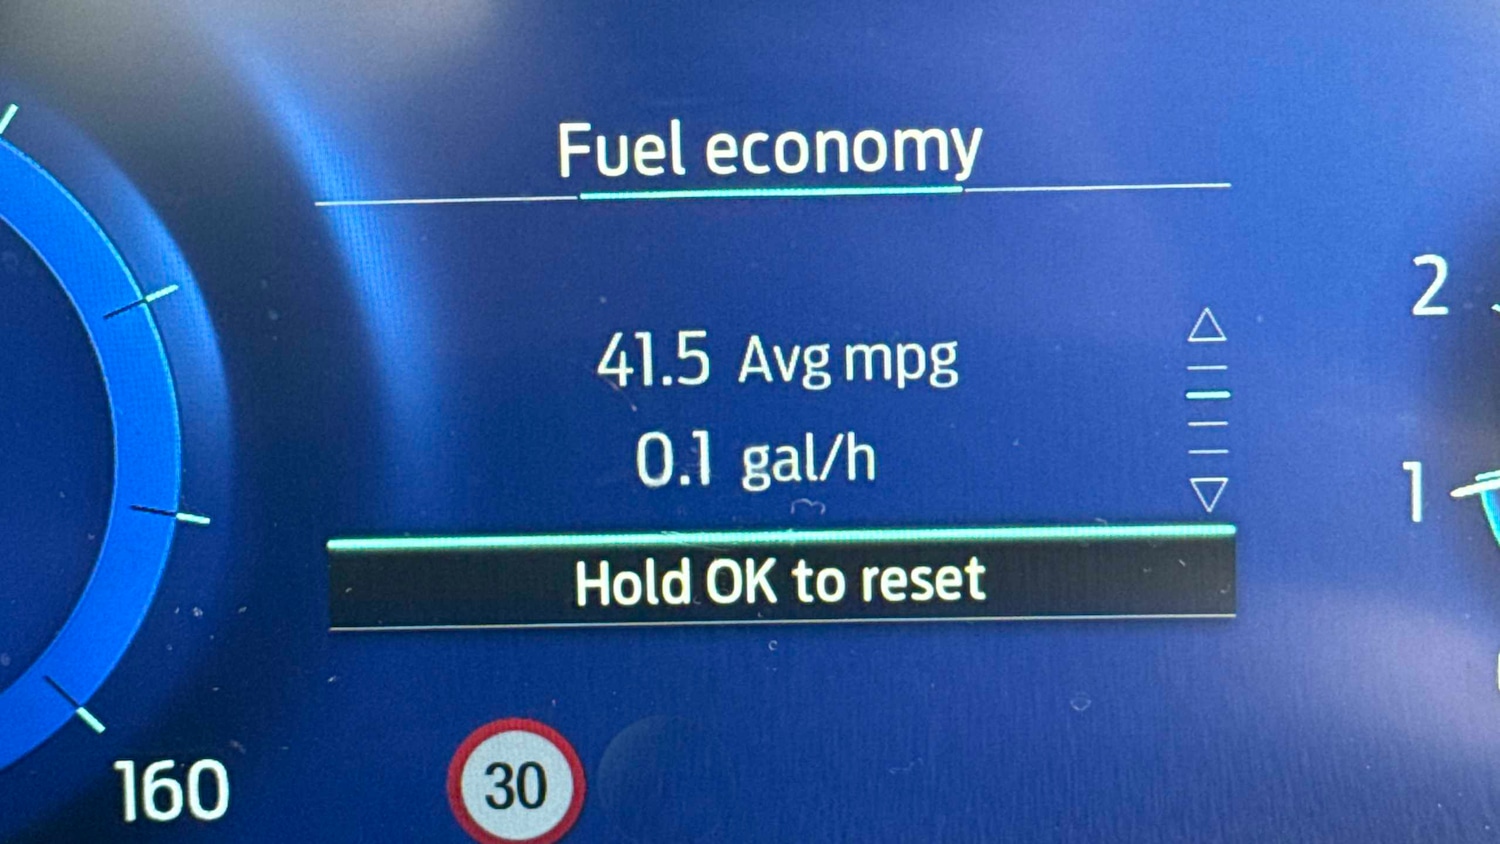 Fuel economy
2
41.5 Avg mpg
0.1 gal/h
1
Hold OK to reset
160
30